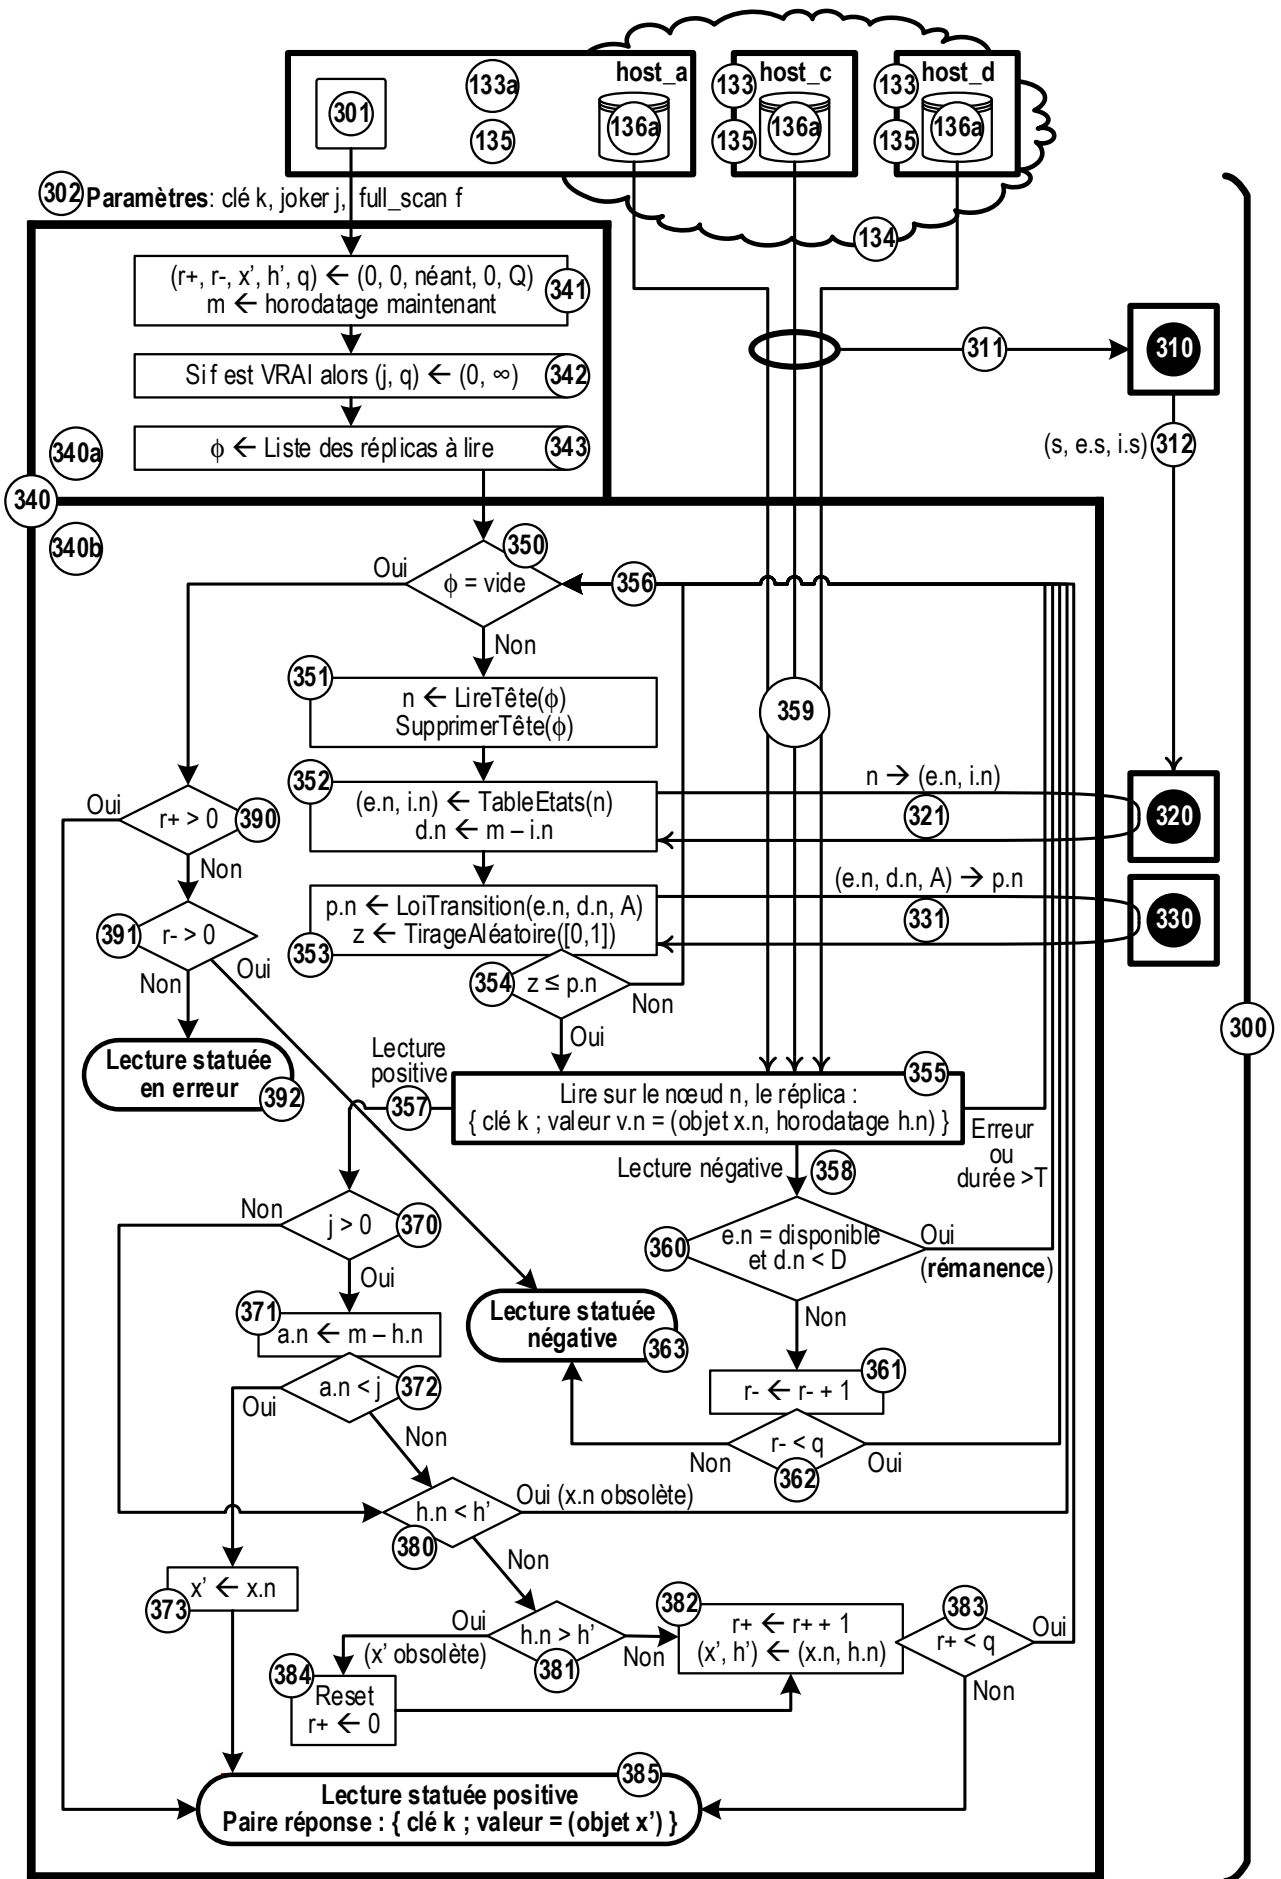 host_a
host_c
host_d
133a
133
133
301
136a
136a
136a
135
135
135
302 Paramètres: clé k, joker j, full_scan f
134
(r+, r-, x', h', q) ← (0, 0, néant, 0, Q)
m ← horodatage maintenant
341
311
310
Si f est VRAI alors (j, q) ← (0, ∞)
342
340a
ϕ ← Liste des réplicas à lire
343
(s, e.s, i.s) 312
340
340b
350
Oui
ϕ = vide
356
Non
351
n ← LireTête(ϕ)
SupprimerTête(ϕ)
359
352
(e.n, i.n) ← TableEtats(n)
d.n ← m – i.n
n → (e.n, i.n)
321
320
Oui
r+ > 0
390
Non
p.n ← LoiTransition(e.n, d.n, A)
z ← TirageAléatoire([0,1])
353
(e.n, d.n, A) → p.n
331
330
391
r- > 0
Oui
Non
354
z ≤ p.n
Non
Oui
300
Lecture statuée
en erreur
392
Lecture
positive
357
355
Lire sur le nœud n, le réplica :
{ clé k ; valeur v.n = (objet x.n, horodatage h.n) }
Erreur
ou
durée >T
Lecture négative
358
Non
j > 0
370
Oui
360
e.n = disponible
et d.n < D
Oui
(rémanence)
Non
371
a.n ← m – h.n
Lecture statuée
négative
363
361
r- ← r- + 1
a.n < j
372
Oui
Non
r- < q
362
Non
Oui
h.n < h'
380
Oui (x.n obsolète)
Non
x' ← x.n
373
Oui
(x' obsolète)
h.n > h'
381
Non
382
r+ ← r+ + 1
(x', h') ← (x.n, h.n)
383
r+ < q
Oui
Non
384
Reset
r+ ← 0
385
Lecture statuée positive
Paire réponse : { clé k ; valeur = (objet x') }